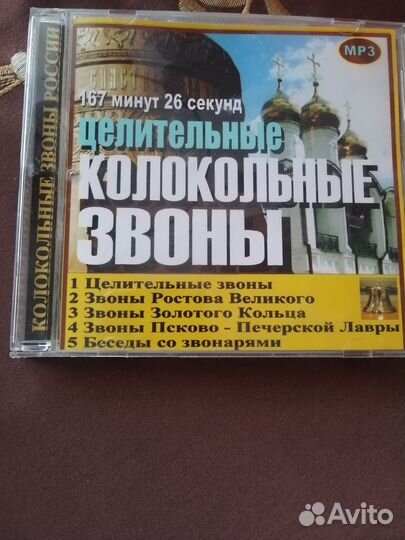 КОЛОКОЛЬНЫЕ ЗВОНЫ РОССИИ
MP3
167 минут 26 секунд
целительные
КОЛОКОЛЬНЫЕ
ЗВОНЫ
1 Целительные звоны
2 Звоны Ростова Великого
3 Звоны Золотого Кольца
4 Звоны Псково - Печерской Лавры
5 Беседы со звонарями
Avito